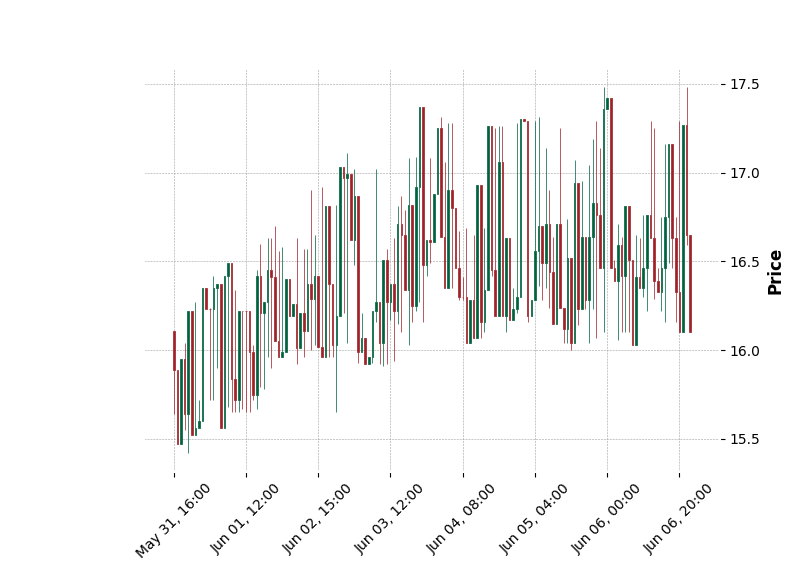 17.5
17.0
16.5
16.0
15.5
Price
May 31, 16:00
Jun 01, 12:00
Jun 02, 15:00
Jun 03, 12:00
Jun 04, 08:00
Jun 05, 04:00
Jun 06, 00:00
Jun 06, 20:00